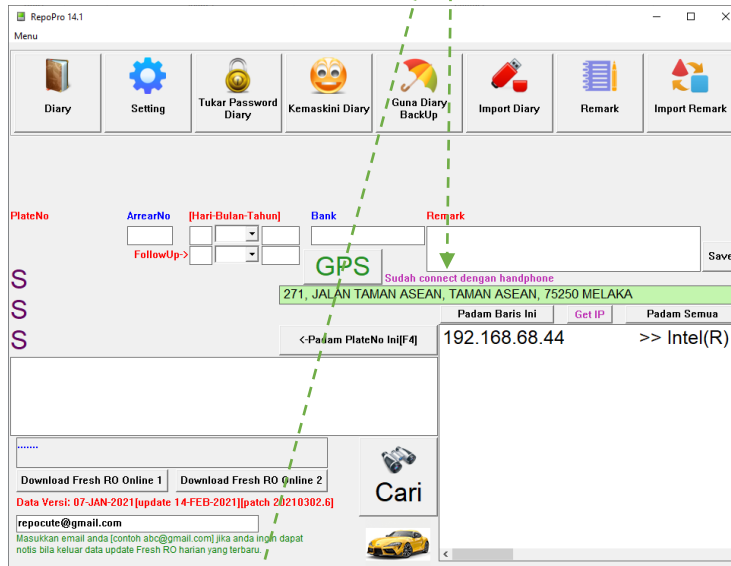 RepoPro 14.1
Menu
Diary
Setting
Tukar Password
Diary
Kemaskini Diary
Guna Diary
BackUp
Import Diary
Remark
Import Remark
PlateNo
ArrearNo
[Hari-Bulan-Tahun]
Bank
Remark
FollowUp->
GPS
Save
Sudah connect dengan handphone
S
271, JALAN TAMAN ASEAN, TAMAN ASEAN, 75250 MELAKA
S
Padam Baris Ini
Get IP
Padam Semua
S
<-Padam PlateNo Ini[F4]
192.168.68.44 >> Intel(R)
.......
Download Fresh RO Online 1
Download Fresh RO Online 2
Cari
Data Versi: 07-JAN-2021[update 14-FEB-2021][patch 20210302.6]
repocute@gmail.com
Masukkan email anda [contoh abc@gmail.com] jika anda ingin dapat
notis bila keluar data update Fresh RO harian yang terbaru.